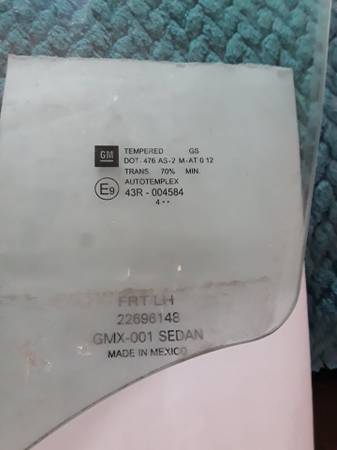 GM
TEMPERED GS
DOT-476 AS-2 M-AT 0 12
TRANS 70% MIN
AUTOTEMPLEX
E9 43R - 004584
4 ••
FRT LH
22696148
GMX-001 SEDAN
MADE IN MEXICO